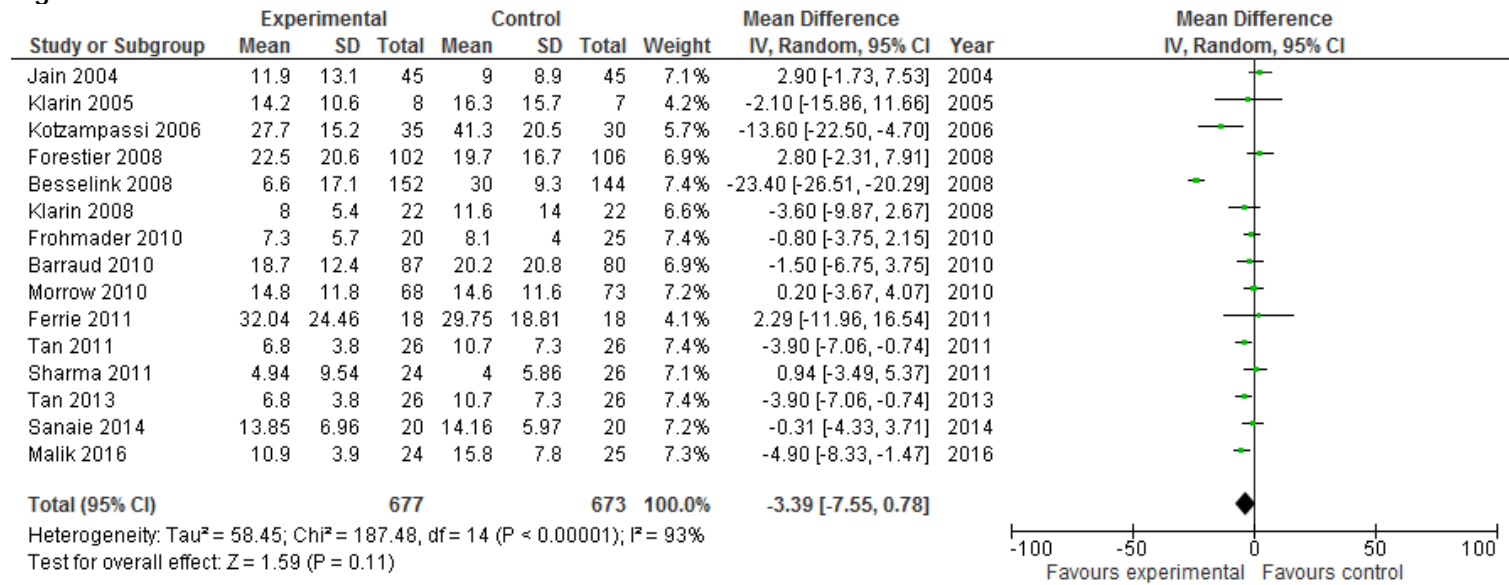 Experimental Control Mean Difference Mean Difference
Study or Subgroup Mean SD Total Mean SD Total Weight IV, Random, 95% CI Year IV, Random, 95% CI
Jain 2004 11.9 13.1 45 9 8.9 45 7.1% 2.90 [-1.73, 7.53] 2004
Klarin 2005 14.2 10.6 8 16.3 15.7 7 4.2% -2.10 [-15.86, 11.66] 2005
Kotzampassi 2006 27.7 15.2 35 41.3 20.5 30 5.7% -13.60 [-22.50, -4.70] 2006
Forestier 2008 22.5 20.6 102 19.7 16.7 106 6.9% 2.80 [-2.31, 7.91] 2008
Besselink 2008 6.6 17.1 152 30 9.3 144 7.4% -23.40 [-26.51, -20.29] 2008
Klarin 2008 8 5.4 22 11.6 14 22 6.6% -3.60 [-9.87, 2.67] 2008
Frohmader 2010 7.3 5.7 20 8.1 4 25 7.4% -0.80 [-3.75, 2.15] 2010
Barraud 2010 18.7 12.4 87 20.2 20.8 80 6.9% -1.50 [-6.75, 3.75] 2010
Morrow 2010 14.8 11.8 68 14.6 11.6 73 7.2% 0.20 [-3.67, 4.07] 2010
Ferrie 2011 32.04 24.46 18 29.75 18.81 18 4.1% 2.29 [-11.96, 16.54] 2011
Tan 2011 6.8 3.8 26 10.7 7.3 26 7.4% -3.90 [-7.06, -0.74] 2011
Sharma 2011 4.94 9.54 24 4 5.86 26 7.1% 0.94 [-3.49, 5.37] 2011
Tan 2013 6.8 3.8 26 10.7 7.3 26 7.4% -3.90 [-7.06, -0.74] 2013
Sanaie 2014 13.85 6.96 20 14.16 5.97 20 7.2% -0.31 [-4.33, 3.71] 2014
Malik 2016 10.9 3.9 24 15.8 7.8 25 7.3% -4.90 [-8.33, -1.47] 2016
Total (95% CI) 677 673 100.0% -3.39 [-7.55, 0.78]
Heterogeneity: Tau² = 58.45; Chi² = 187.48, df = 14 (P < 0.00001); I² = 93%
Test for overall effect: Z = 1.59 (P = 0.11)
-100 -50 0 50 100
Favours experimental Favours control